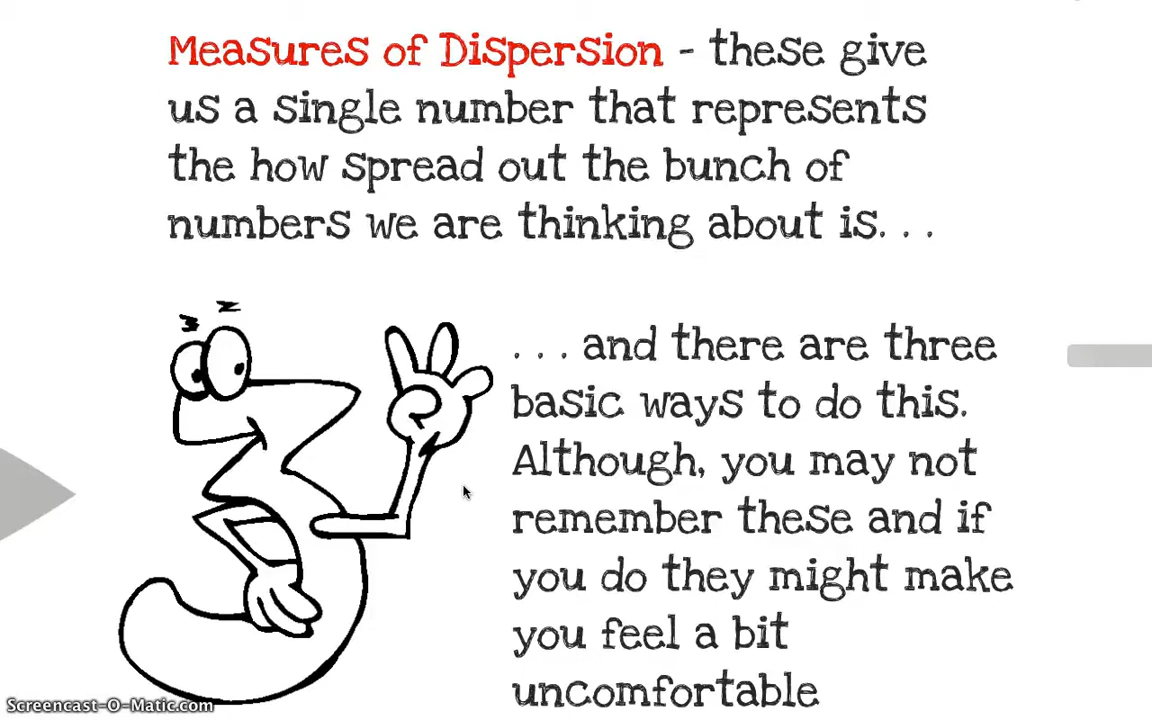 Measures of Dispersion - these give
us a single number that represents
the how spread out the bunch of
numbers we are thinking about is. . .
. . . and there are three
basic ways to do this.
Although, you may not
remember these and if
you do they might make
you feel a bit
uncomfortable
Screencast-O-Matic.com